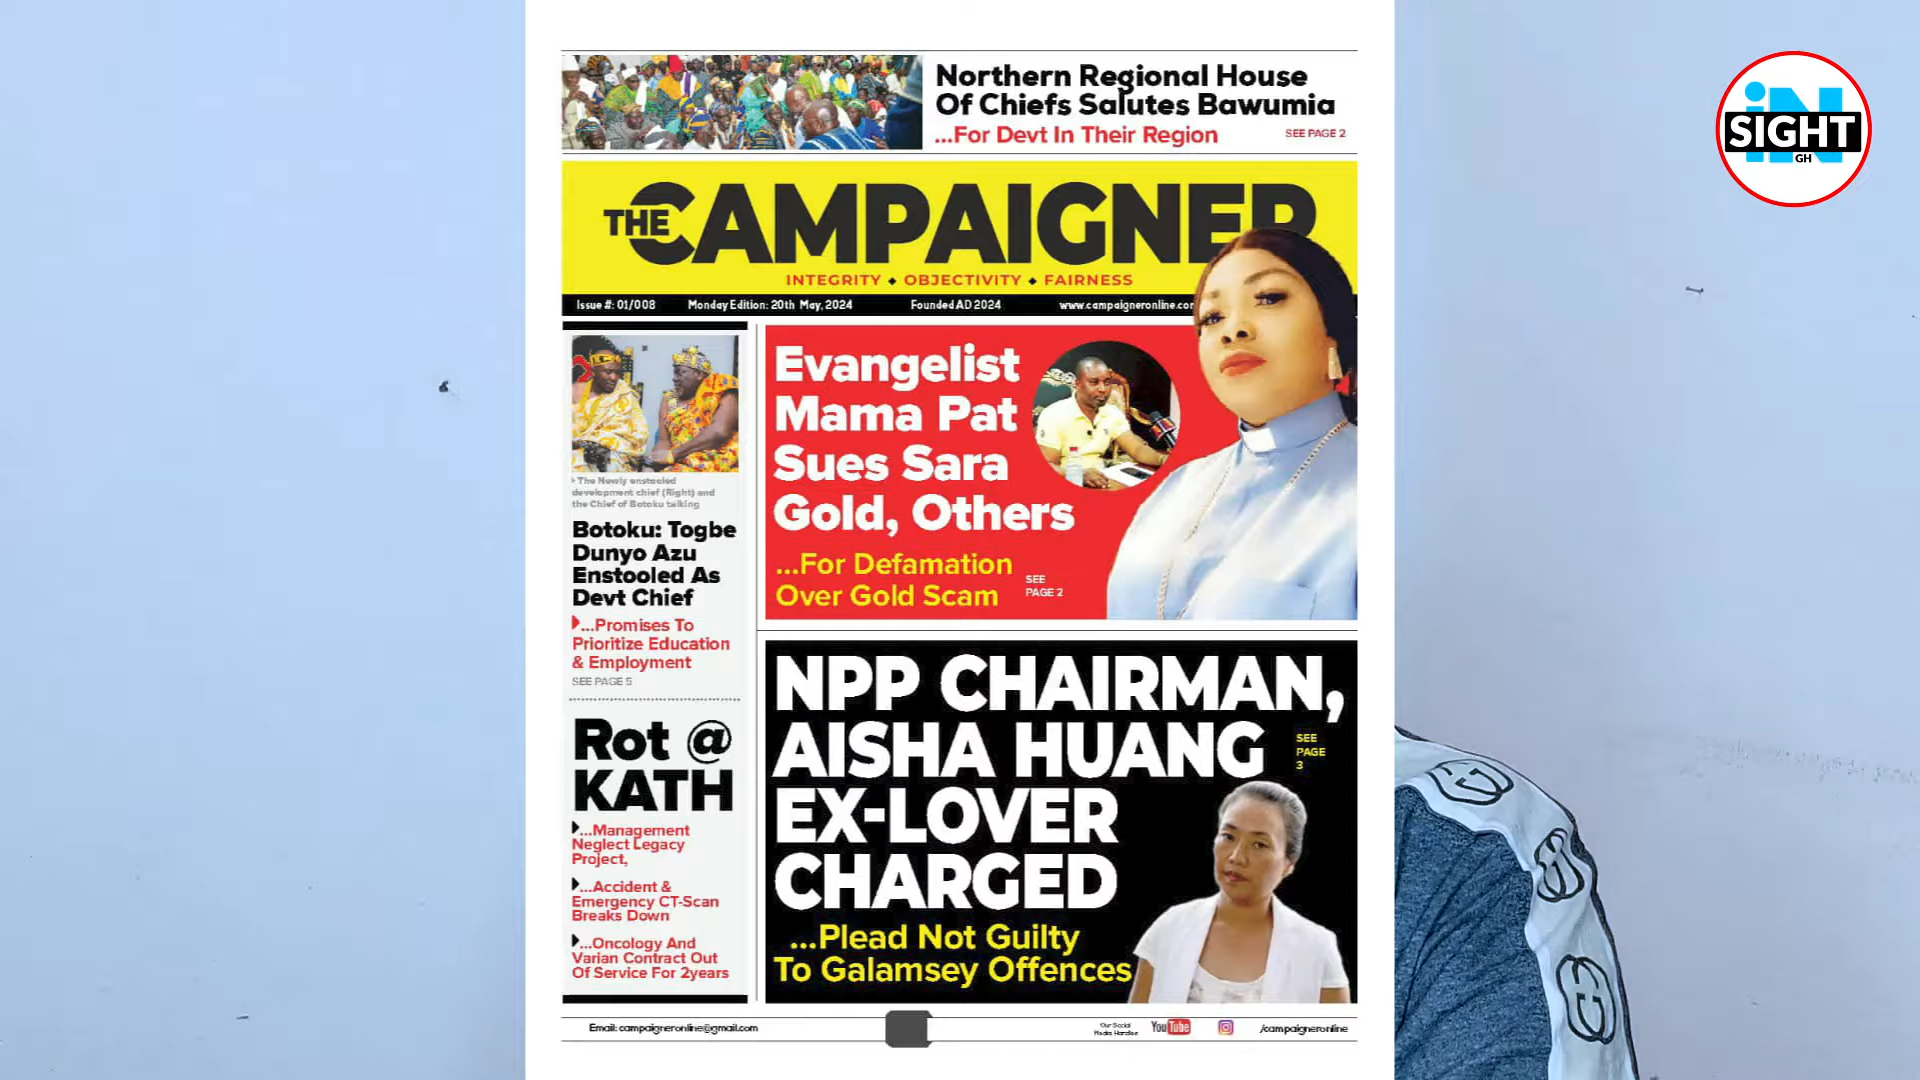 Northern Regional House
Of Chiefs Salutes Bawumia
...For Devt In Their Region
SEE PAGE 2
iN
SIGHT
GH
THE CAMPAIGNER
INTEGRITY ◆ OBJECTIVITY ◆ FAIRNESS
Issue #: 01/008 Monday Edition: 20th May, 2024 Founded AD 2024 www.campaigneronline.com
The Newly enstooled
development chief (Right) and
the Chief of Botoku talking
Botoku: Togbe
Dunyo Azu
Enstooled As
Devt Chief
...Promises To
Prioritize Education
& Employment
SEE PAGE 5
Rot @
KATH
...Management
Neglect Legacy
Project,
...Accident &
Emergency CT-Scan
Breaks Down
...Oncology And
Varian Contract Out
Of Service For 2years
Evangelist
Mama Pat
Sues Sara
Gold, Others
...For Defamation
Over Gold Scam
SEE
PAGE 2
NPP CHAIRMAN,
AISHA HUANG
EX-LOVER
CHARGED
SEE
PAGE
3
...Plead Not Guilty
To Galamsey Offences
Email: campaigneronline@gmail.com
Our Social
Media Handles
YouTube
/campaigneronline